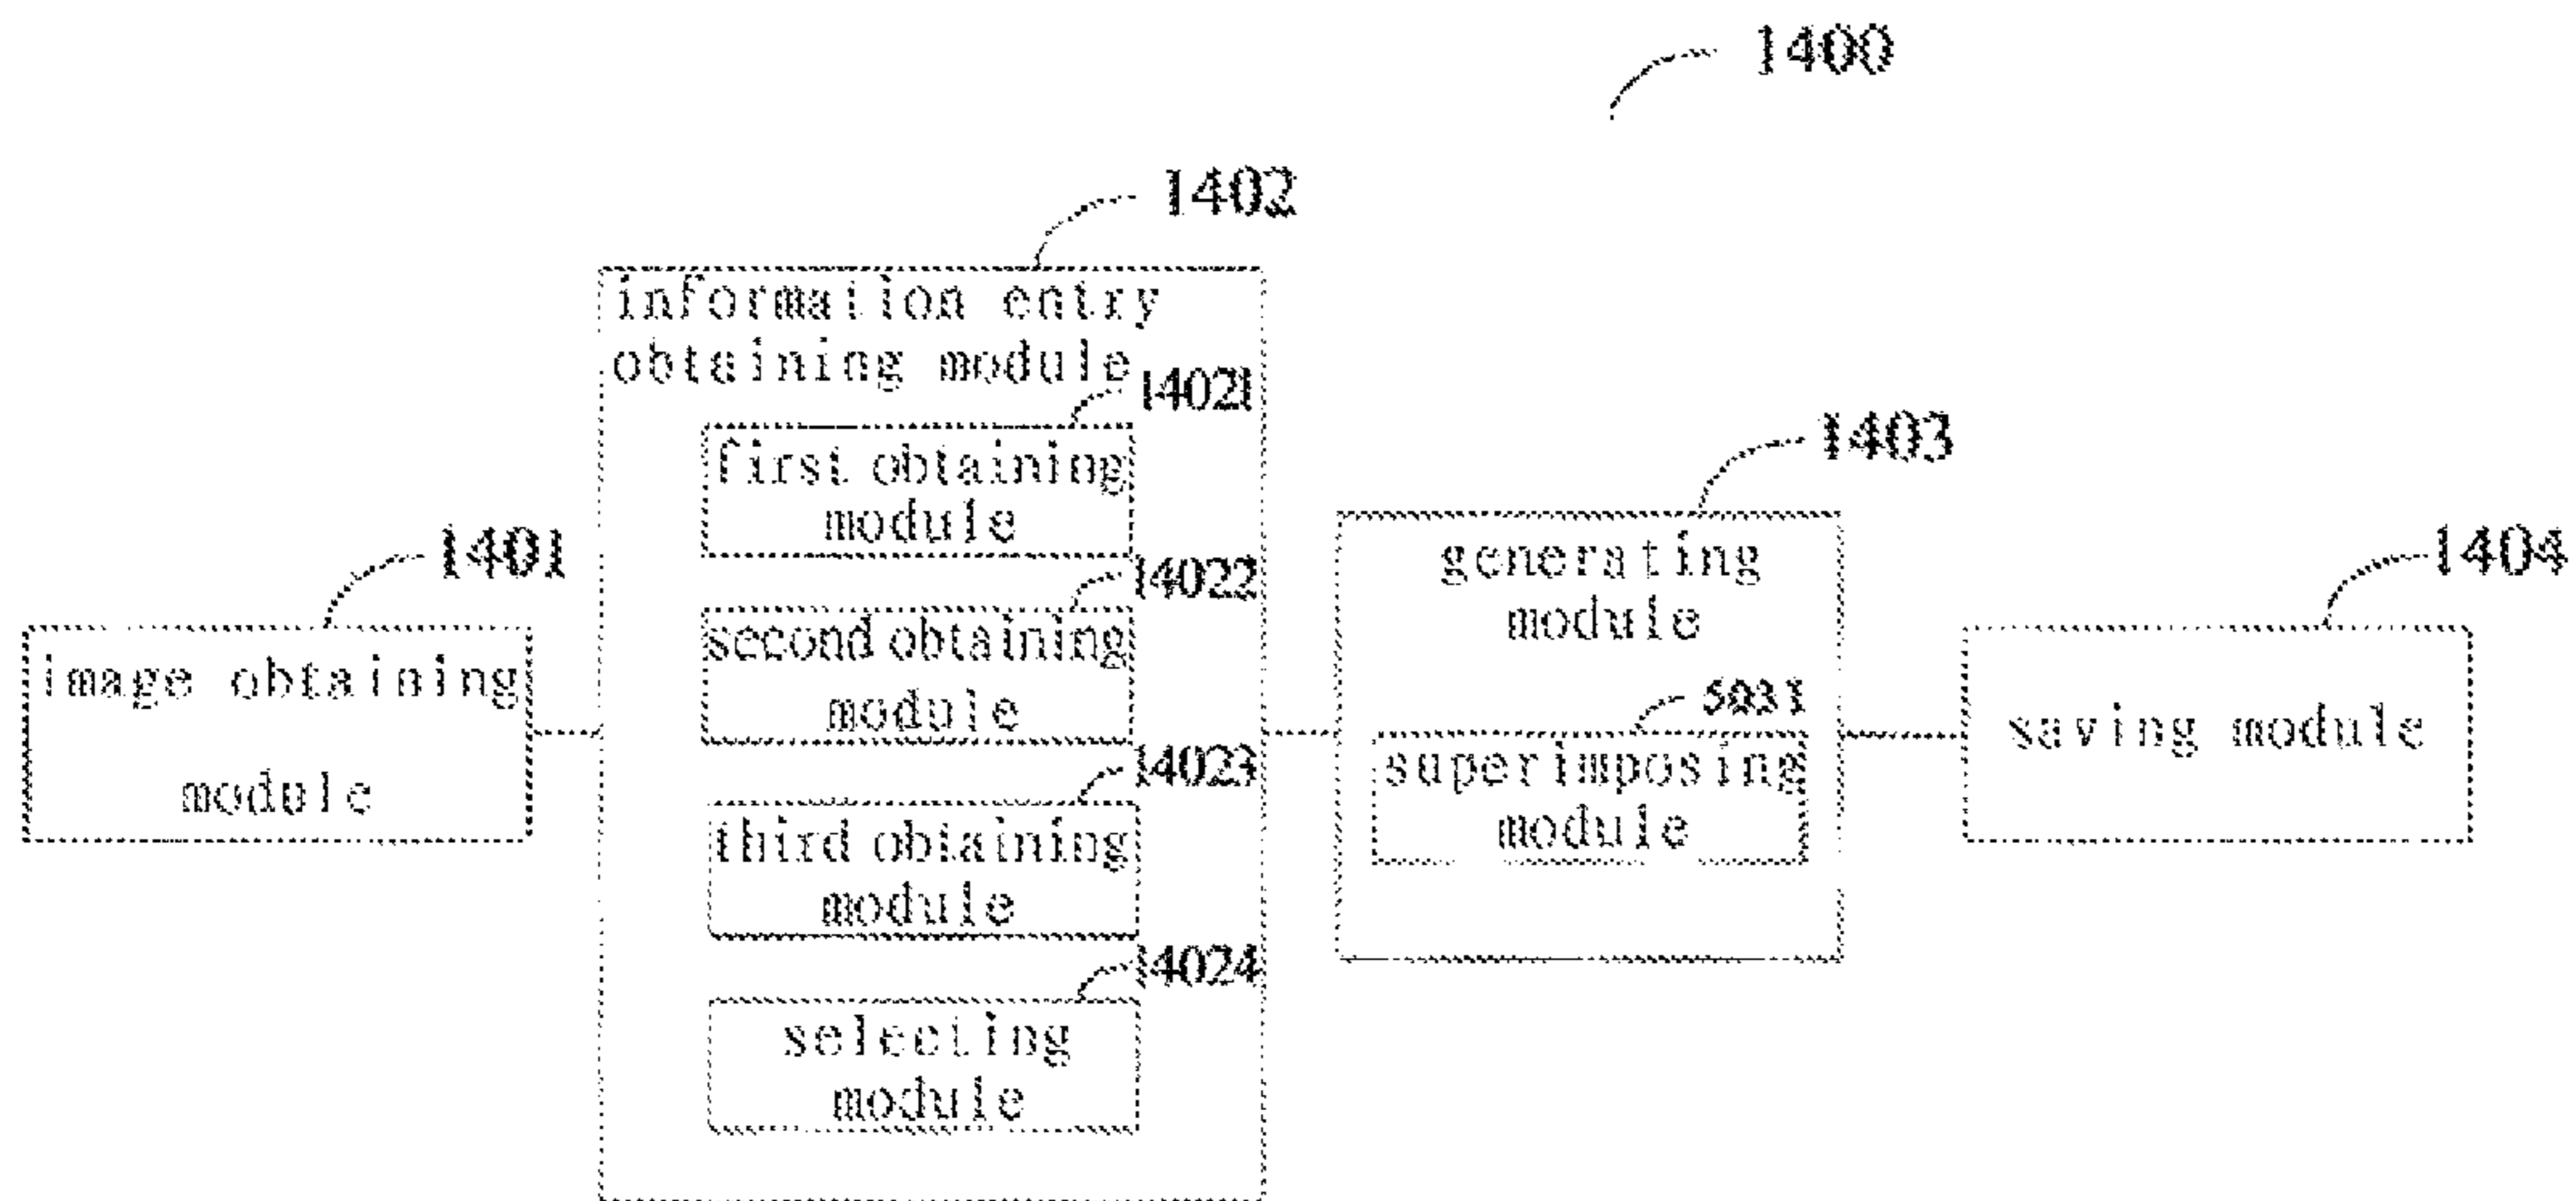 1400
1402
information entry
obtaining module
14021
first obtaining
module
14022
second obtaining
module
14023
third obtaining
module
14024
selecting
module
1401
image obtaining
module
1403
generating
module
5031
superimposing
module
1404
saving module